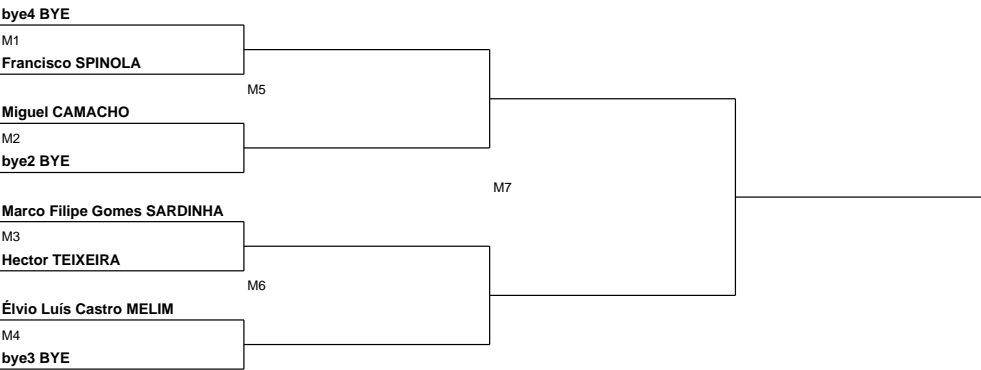 bye4 BYE
M1
Francisco SPINOLA
M5
Miguel CAMACHO
M2
bye2 BYE
M7
Marco Filipe Gomes SARDINHA
M3
Hector TEIXEIRA
M6
Élvio Luís Castro MELIM
M4
bye3 BYE